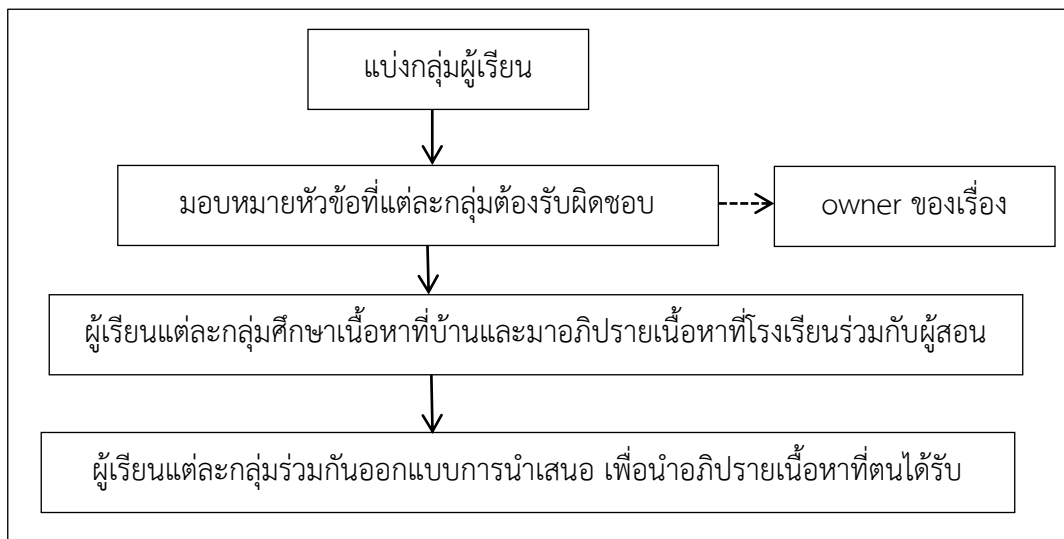 แบ่งกลุ่มผู้เรียน
มอบหมายหัวข้อที่แต่ละกลุ่มต้องรับผิดชอบ
owner ของเรื่อง
ผู้เรียนแต่ละกลุ่มศึกษาเนื้อหาที่บ้านและมาอภิปรายเนื้อหาที่โรงเรียนร่วมกับผู้สอน
ผู้เรียนแต่ละกลุ่มร่วมกันออกแบบการนำเสนอ เพื่อนำอภิปรายเนื้อหาที่ตนได้รับ